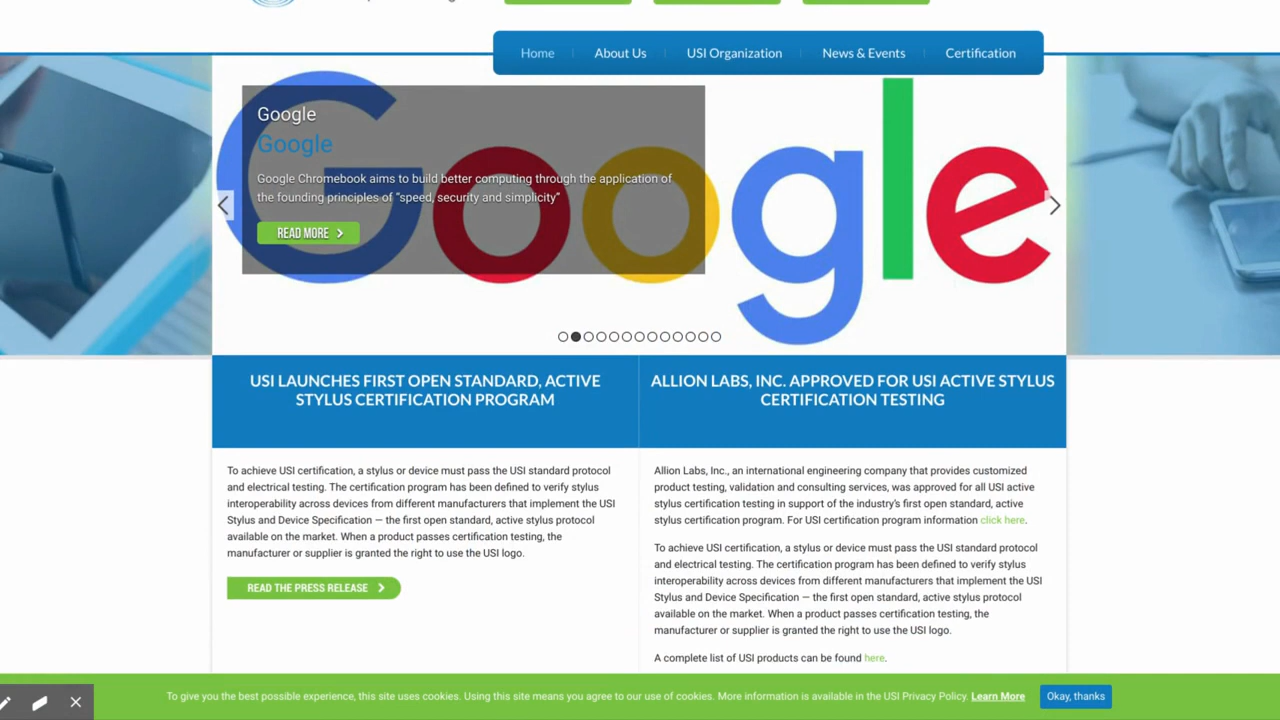 Home
About Us
USI Organization
News & Events
Certification
Google
Google
Google
Google Chromebook aims to build better computing through the application of
the founding principles of “speed, security and simplicity”
READ MORE
USI LAUNCHES FIRST OPEN STANDARD, ACTIVE
STYLUS CERTIFICATION PROGRAM
To achieve USI certification, a stylus or device must pass the USI standard protocol
and electrical testing. The certification program has been defined to verify stylus
interoperability across devices from different manufacturers that implement the USI
Stylus and Device Specification — the first open standard, active stylus protocol
available on the market. When a product passes certification testing, the
manufacturer or supplier is granted the right to use the USI logo.
READ THE PRESS RELEASE
ALLION LABS, INC. APPROVED FOR USI ACTIVE STYLUS
CERTIFICATION TESTING
Allion Labs, Inc., an international engineering company that provides customized
product testing, validation and consulting services, was approved for all USI active
stylus certification testing in support of the industry's first open standard, active
stylus certification program. For USI certification program information click here.
To achieve USI certification, a stylus or device must pass the USI standard protocol
and electrical testing. The certification program has been defined to verify stylus
interoperability across devices from different manufacturers that implement the USI
Stylus and Device Specification — the first open standard, active stylus protocol
available on the market. When a product passes certification testing, the
manufacturer or supplier is granted the right to use the USI logo.
A complete list of USI products can be found here.
To give you the best possible experience, this site uses cookies. Using this site means you agree to our use of cookies. More information is available in the USI Privacy Policy. Learn More
Okay, thanks